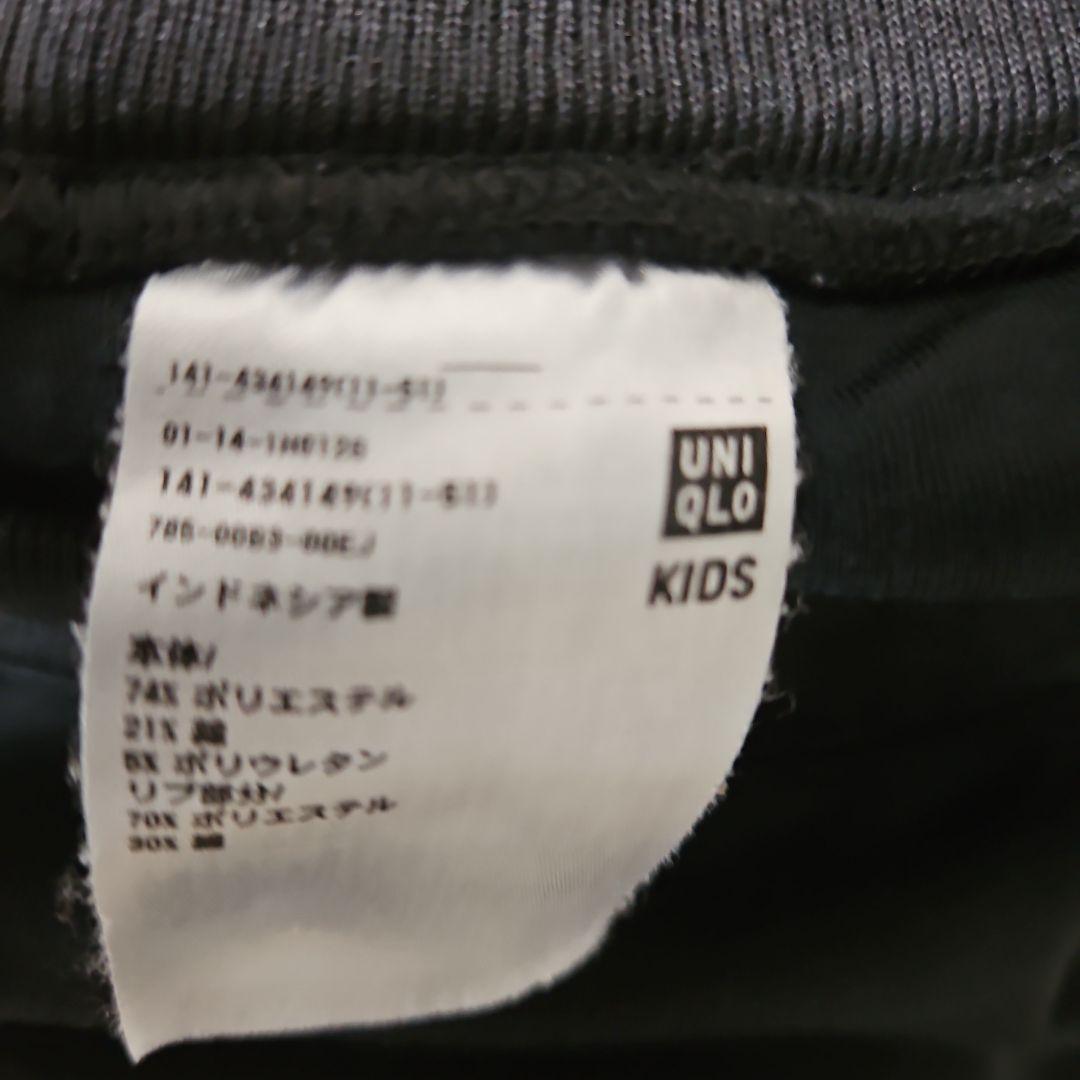 141-434149(11-51)
01-14-1H0120
141-434149(11-51)
UNI
QLO
KIDS
インドネシア製
本体/
74% ポリエステル
21% 綿
5% ポリウレタン
リブ部分/
70% ポリエステル
30% 綿